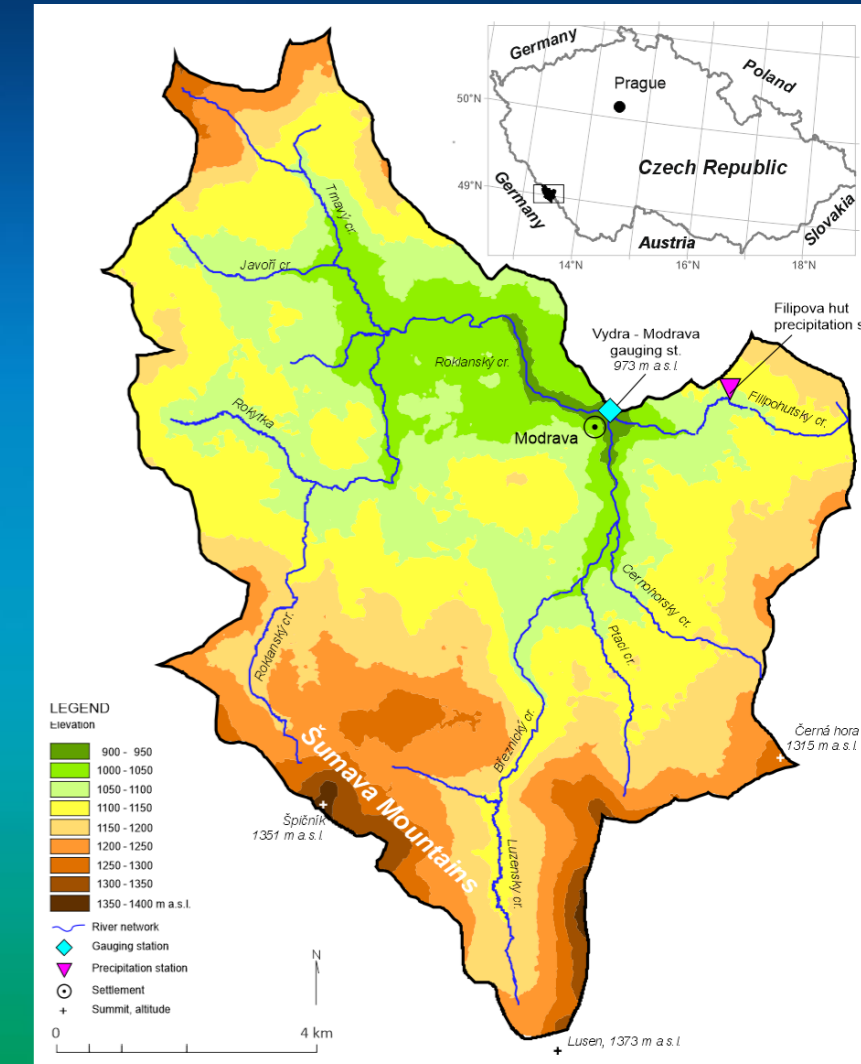 Germany
Poland
Prague
50°N
Czech Republic
49°N
Germany
Slovakia
Austria
14°N
16°N
18°N
Trnavý cr.
Javoří cr.
Filipova hut
precipitation s
Vydra - Modrava
gauging st.
973 m a.s.l.
Roklanský cr.
Filipohutský cr.
Rokytka
Modrava
Černohorský cr.
Ptačí cr.
Roklanský cr.
Březnický cr.
Šumava Mountains
Černá hora
1315 m a.s.l.
Špičník
1351 m a.s.l.
Luzenský cr.
LEGEND
Elevation
900 - 950
1000 - 1050
1050 - 1100
1100 - 1150
1150 - 1200
1200 - 1250
1250 - 1300
1300 - 1350
1350 - 1400 m a.s.l.
River network
Gauging station
Precipitation station
Settlement
Summit, altitude
N
0
4 km
Lusen, 1373 m a.s.l.